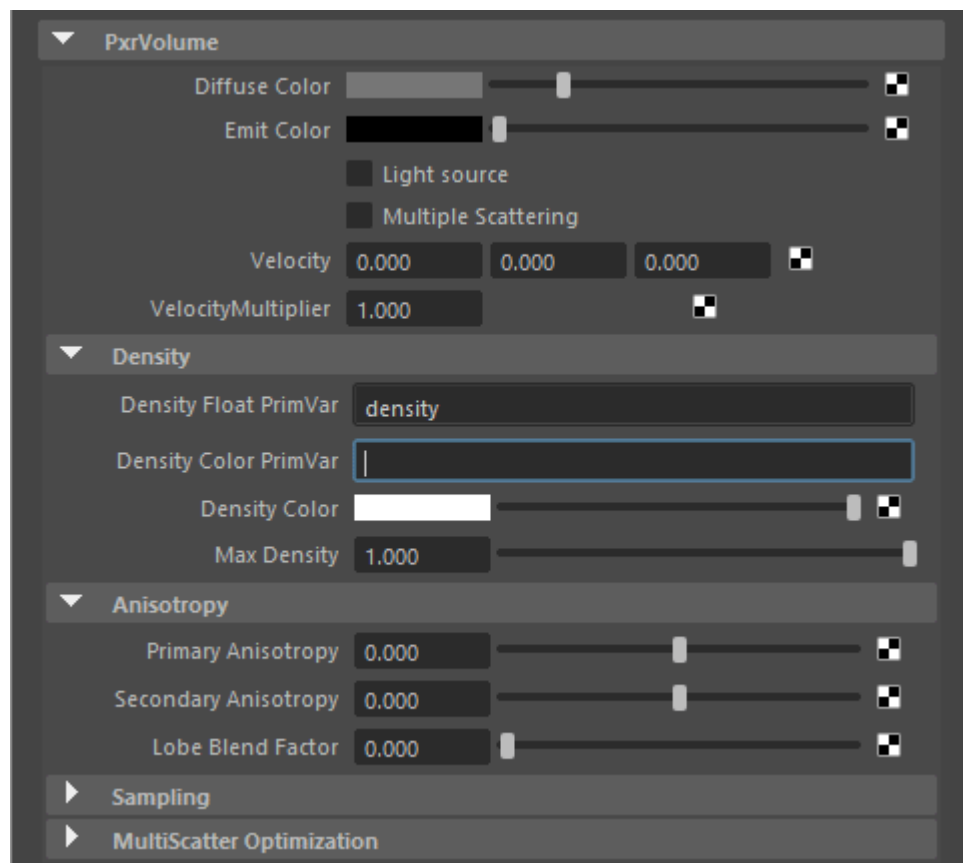 PxrVolume
Diffuse Color
Emit Color
Light source
Multiple Scattering
Velocity 0.000 0.000 0.000
VelocityMultiplier 1.000
Density
Density Float PrimVar density
Density Color PrimVar
Density Color
Max Density 1.000
Anisotropy
Primary Anisotropy 0.000
Secondary Anisotropy 0.000
Lobe Blend Factor 0.000
Sampling
MultiScatter Optimization